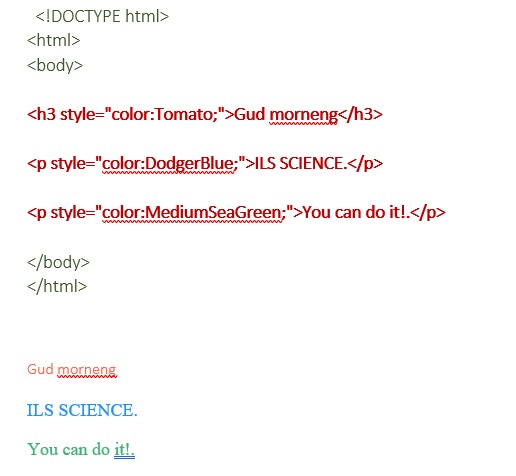 <!DOCTYPE html>
<html>
<body>
<h3 style="color:Tomato;">Gud morneng</h3>
<p style="color:DodgerBlue;">ILS SCIENCE.</p>
<p style="color:MediumSeaGreen;">You can do it!.</p>
</body>
</html>
Gud morneng
ILS SCIENCE.
You can do it!.